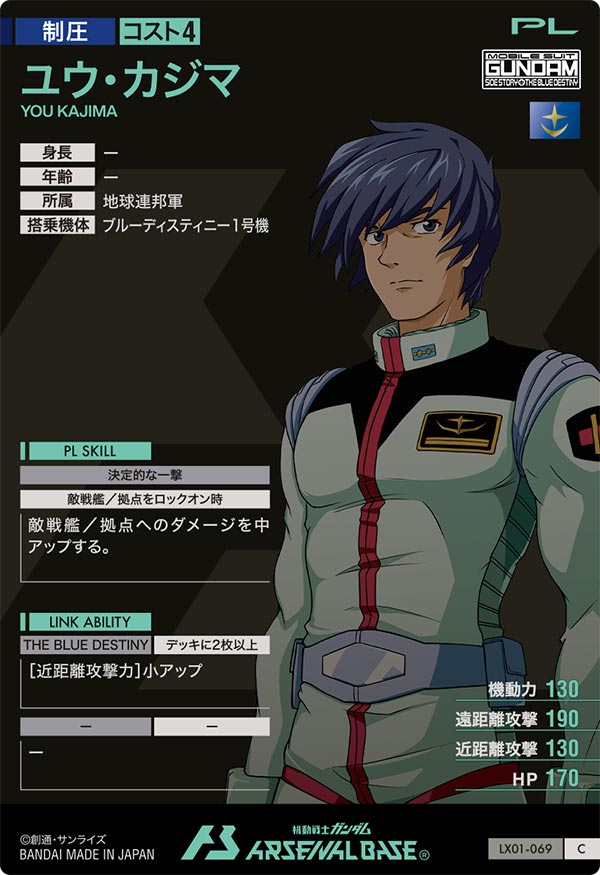 制圧 コスト4 PL
ユウ・カジマ
YOU KAJIMA
MOBILE SUIT
GUNDAM
SIDE STORY THE BLUE DESTINY
身長 ー
年齢 ー
所属 地球連邦軍
搭乗機体 ブルーディスティニー1号機
PL SKILL
決定的な一撃
敵戦艦／拠点をロックオン時
敵戦艦／拠点へのダメージを中
アップする。
LINK ABILITY
THE BLUE DESTINY デッキに2枚以上
［近距離攻撃力］小アップ
ー ー
ー
機動力 130
遠距離攻撃 190
近距離攻撃 130
HP 170
©創通・サンライズ
BANDAI MADE IN JAPAN
機動戦士ガンダム
AB ARSENAL BASE®
LX01-069 C